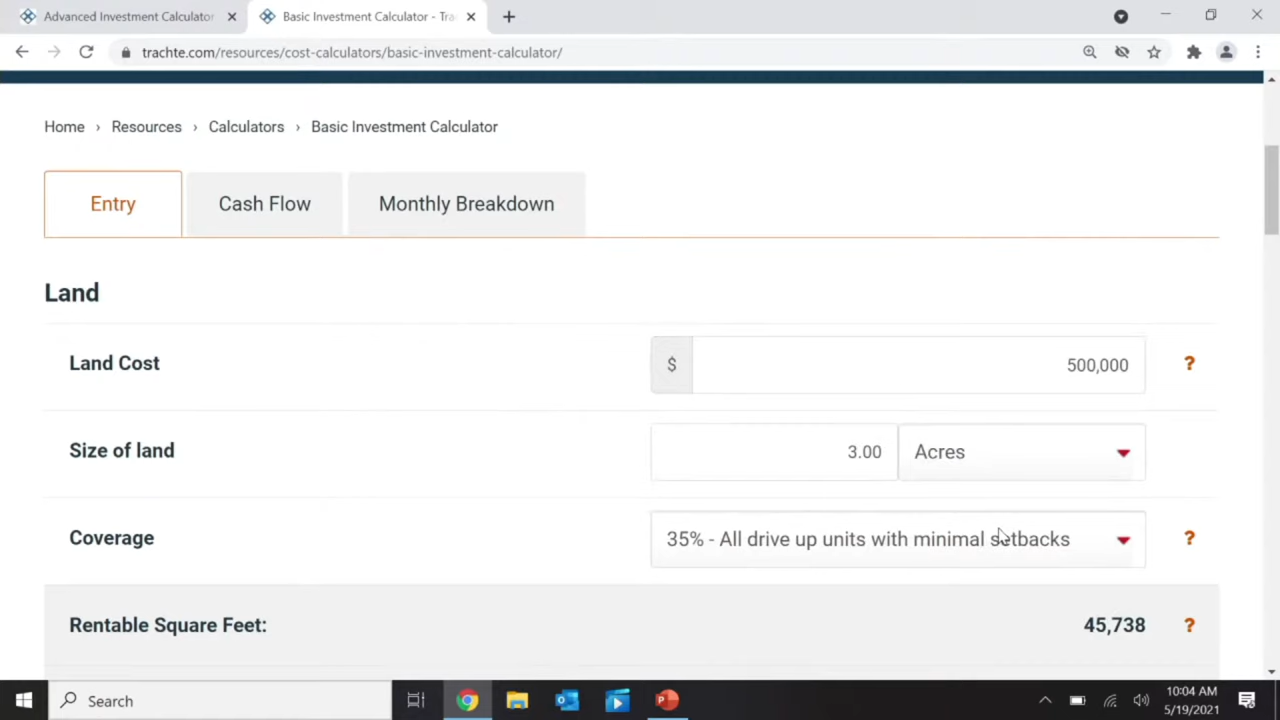 Advanced Investment Calculator
Basic Investment Calculator - Tra
trachte.com/resources/cost-calculators/basic-investment-calculator/
Home › Resources › Calculators › Basic Investment Calculator
Entry
Cash Flow
Monthly Breakdown
Land
Land Cost
$
500,000
?
Size of land
3.00
Acres
Coverage
35% - All drive up units with minimal setbacks
?
Rentable Square Feet:
45,738
?
Search
10:04 AM
5/19/2021